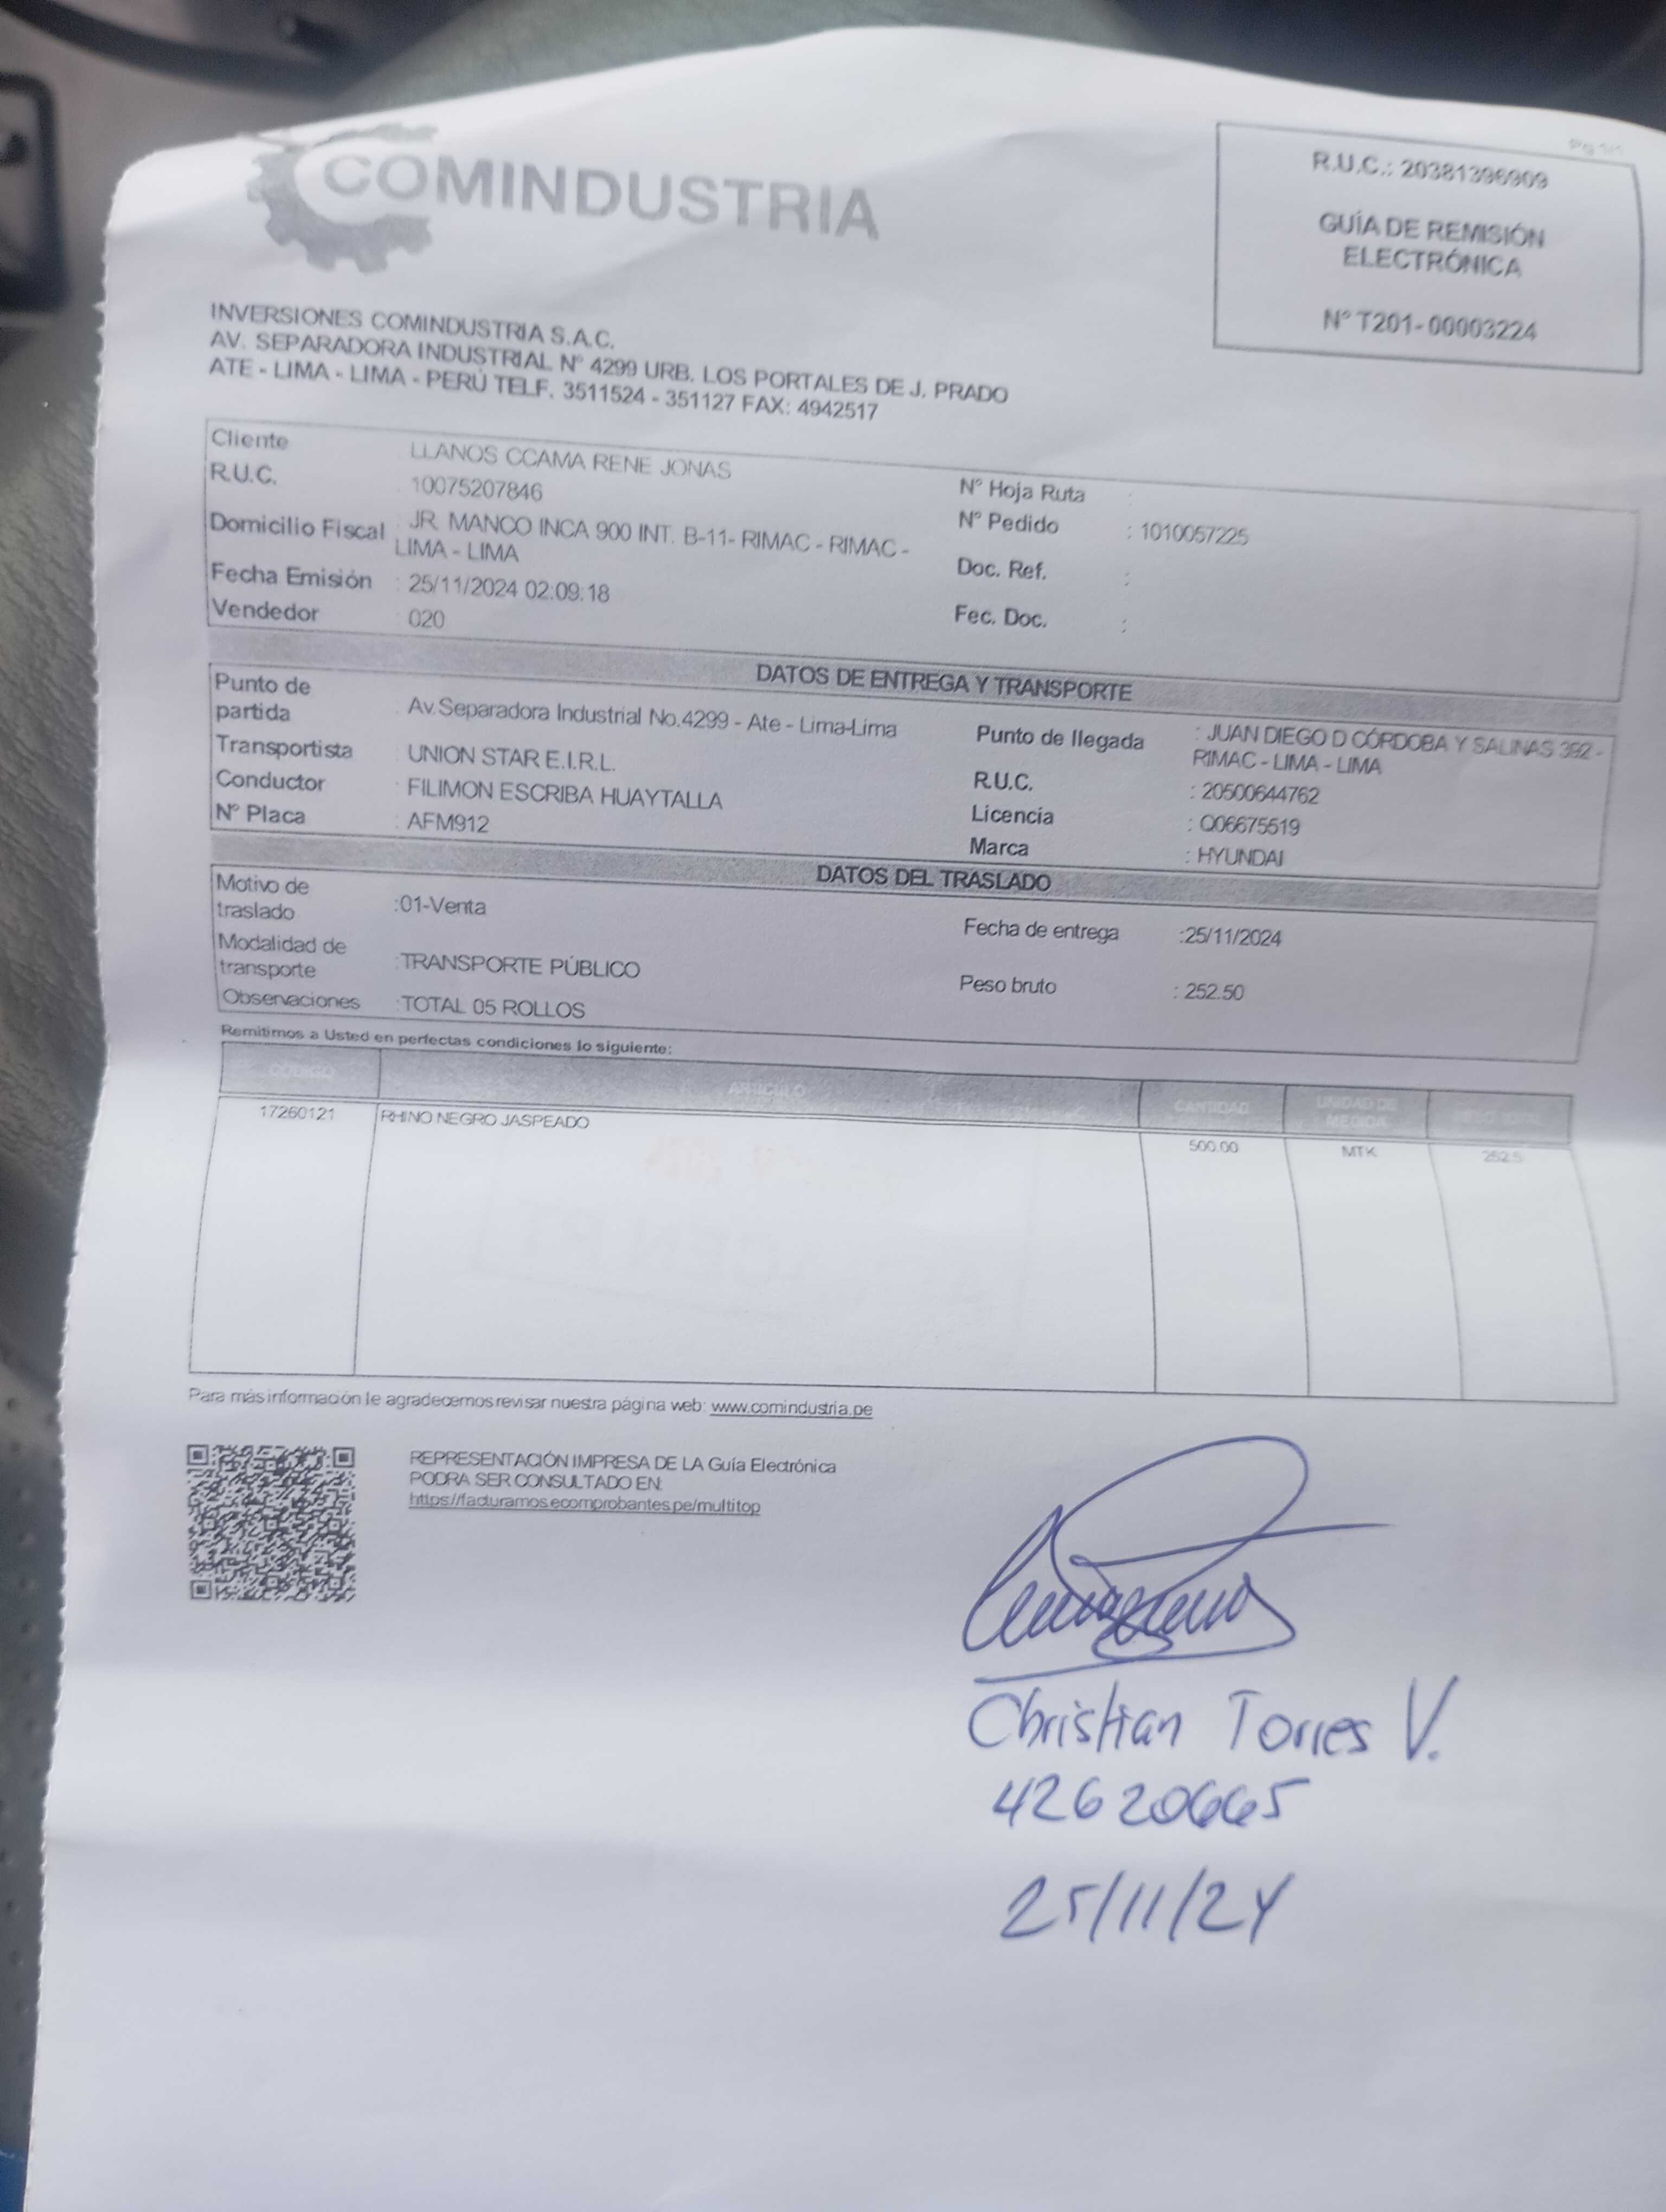 Pg 1/1
COMINDUSTRIA
R.U.C.: 20381396909
GUÍA DE REMISIÓN
ELECTRÓNICA
N° T201-00003224
INVERSIONES COMINDUSTRIA S.A.C.
AV. SEPARADORA INDUSTRIAL N° 4299 URB. LOS PORTALES DE J. PRADO
ATE - LIMA - LIMA - PERÚ TELF. 3511524 - 351127 FAX: 4942517
Cliente : LLANOS CCAMA RENE JONAS
R.U.C. : 10075207846
Domicilio Fiscal : JR. MANCO INCA 900 INT. B-11- RIMAC - RIMAC -
LIMA - LIMA
Fecha Emisión : 25/11/2024 02:09:18
Vendedor : 020
N° Hoja Ruta :
N° Pedido : 1010057225
Doc. Ref. :
Fec. Doc. :
DATOS DE ENTREGA Y TRANSPORTE
Punto de
partida : Av.Separadora Industrial No.4299 - Ate - Lima-Lima
Transportista : UNION STAR E.I.R.L.
Conductor : FILIMON ESCRIBA HUAYTALLA
N° Placa : AFM912
Punto de llegada : JUAN DIEGO D CÓRDOBA Y SALINAS 392 -
RIMAC - LIMA - LIMA
R.U.C. : 20500644762
Licencia : Q06675519
Marca : HYUNDAI
DATOS DEL TRASLADO
Motivo de
traslado :01-Venta
Modalidad de
transporte :TRANSPORTE PÚBLICO
Observaciones :TOTAL 05 ROLLOS
Fecha de entrega :25/11/2024
Peso bruto : 252.50
Remitimos a Usted en perfectas condiciones lo siguiente:
CODIGO ARTICULO CANTIDAD UNIDAD DE
MEDIDA
17260121 RHINO NEGRO JASPEADO 500.00 MTK 252.5
Para más información le agradecemos revisar nuestra página web: www.comindustria.pe
REPRESENTACIÓN IMPRESA DE LA Guía Electrónica
PODRA SER CONSULTADO EN:
https://facturamos.ecomprobantes.pe/multitop
Christian Torres V.
42620665
25/11/24